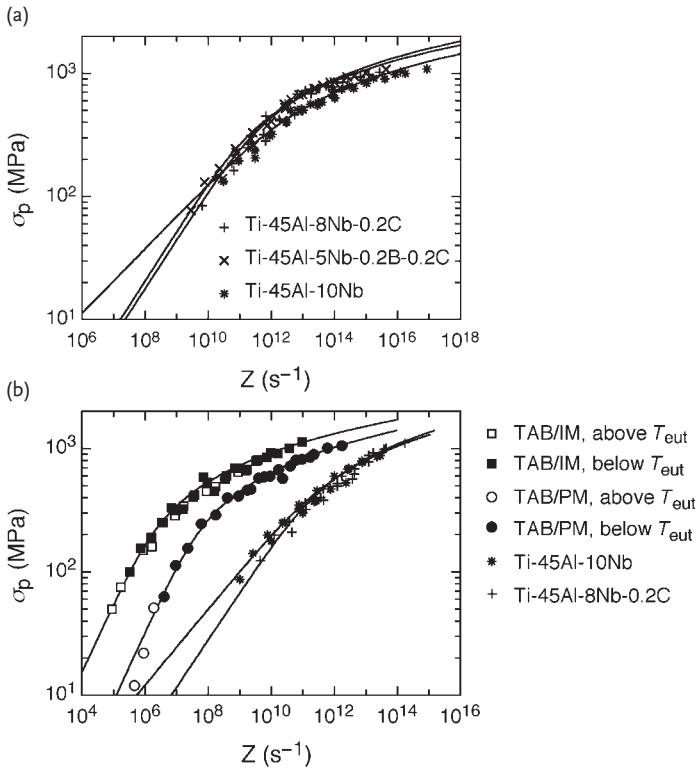 (a)
10³
σp (MPa)
10²
10¹
Ti-45Al-8Nb-0.2C
Ti-45Al-5Nb-0.2B-0.2C
Ti-45Al-10Nb
10⁶ 10⁸ 10¹⁰ 10¹² 10¹⁴ 10¹⁶ 10¹⁸
Z (s⁻¹)
(b)
10³
σp (MPa)
10²
10¹
10⁴ 10⁶ 10⁸ 10¹⁰ 10¹² 10¹⁴ 10¹⁶
Z (s⁻¹)
TAB/IM, above Teut
TAB/IM, below Teut
TAB/PM, above Teut
TAB/PM, below Teut
Ti-45Al-10Nb
Ti-45Al-8Nb-0.2C